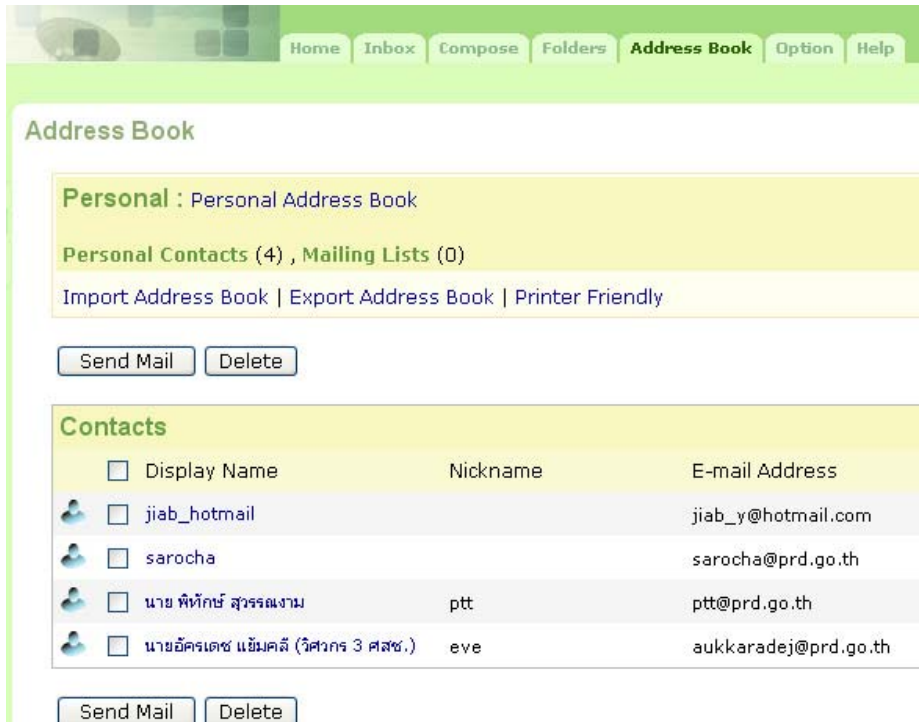 Home Inbox Compose Folders Address Book Option Help
Address Book
Personal : Personal Address Book
Personal Contacts (4) , Mailing Lists (0)
Import Address Book | Export Address Book | Printer Friendly
Send Mail Delete
Contacts
Display Name Nickname E-mail Address
jiab_hotmail jiab_y@hotmail.com
sarocha sarocha@prd.go.th
นาย พิทักษ์ สุวรรณงาม ptt ptt@prd.go.th
นายอัครเดช แย้มคลี (วิศวกร 3 ศสช.) eve aukkaradej@prd.go.th
Send Mail Delete